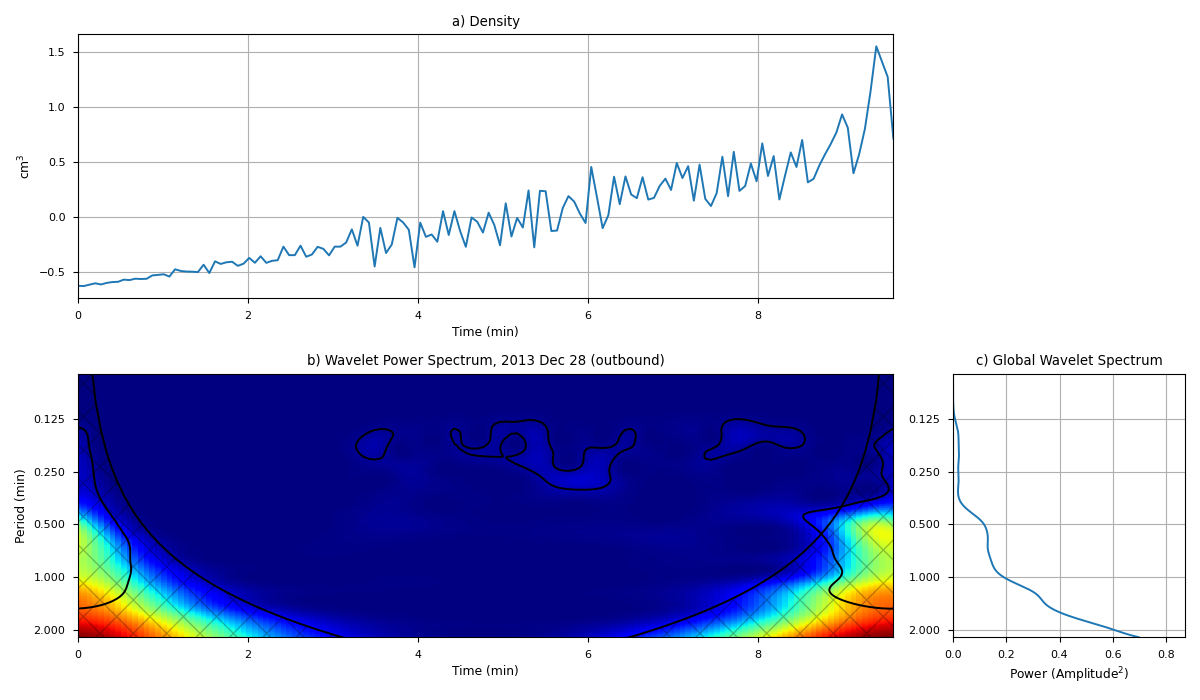 a) Density
1.5
1.0
0.5
0.0
−0.5
cm³
0 2 4 6 8
Time (min)
b) Wavelet Power Spectrum, 2013 Dec 28 (outbound)
0.125
0.250
0.500
1.000
2.000
Period (min)
0 2 4 6 8
Time (min)
c) Global Wavelet Spectrum
0.125
0.250
0.500
1.000
2.000
0.0 0.2 0.4 0.6 0.8
Power (Amplitude²)